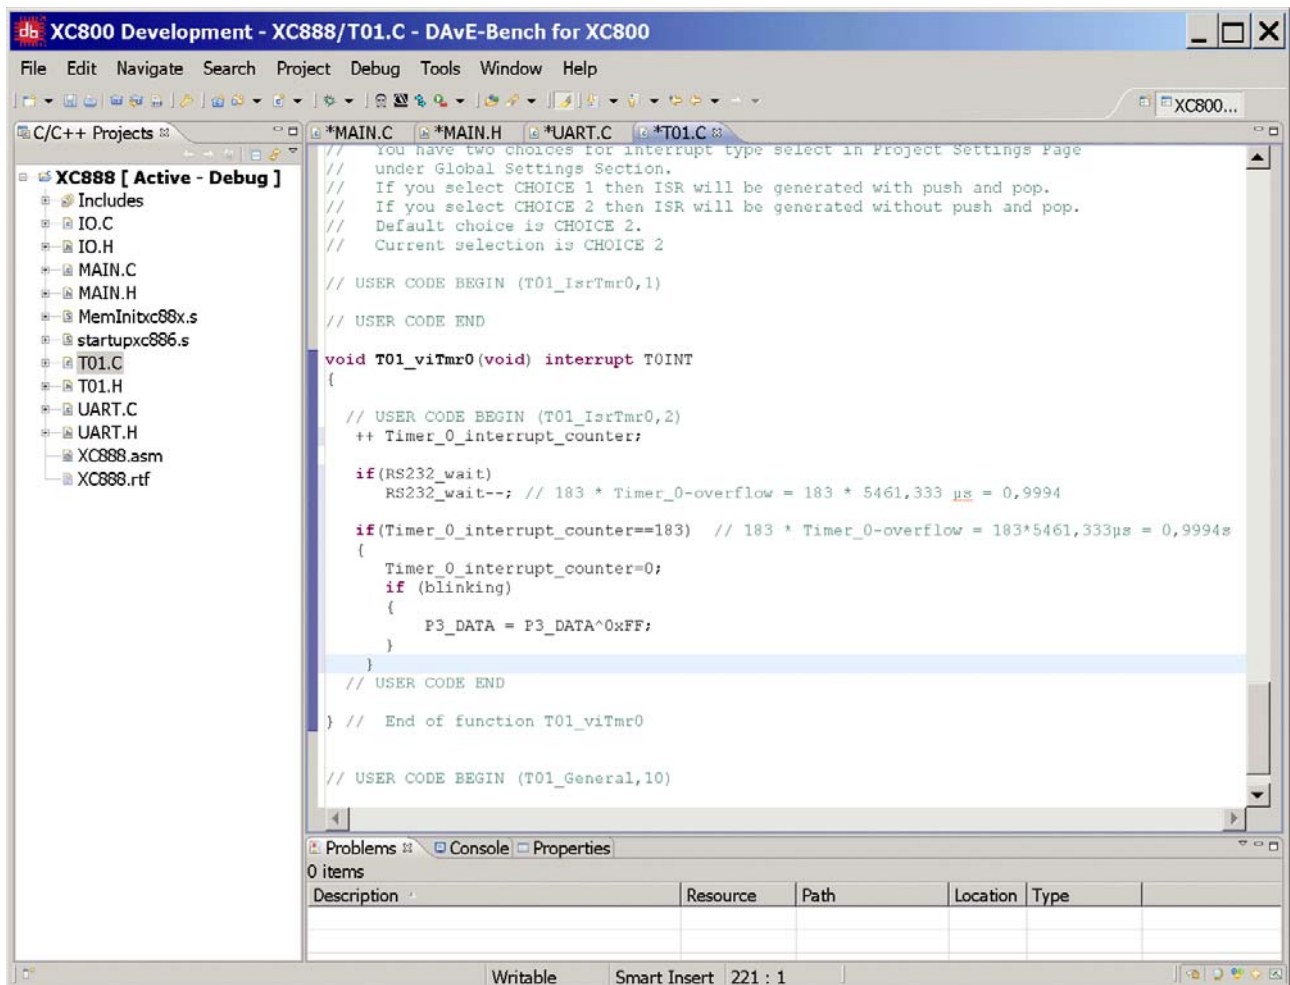 XC800 Development - XC888/T01.C - DAvE-Bench for XC800
File Edit Navigate Search Project Debug Tools Window Help
XC800...
C/C++ Projects
XC888 [ Active - Debug ]
Includes
IO.C
IO.H
MAIN.C
MAIN.H
MemInitxc88x.s
startupxc886.s
T01.C
T01.H
UART.C
UART.H
XC888.asm
XC888.rtf
*MAIN.C *MAIN.H *UART.C *T01.C
// You have two choices for interrupt type select in Project Settings Page
// under Global Settings Section.
// If you select CHOICE 1 then ISR will be generated with push and pop.
// If you select CHOICE 2 then ISR will be generated without push and pop.
// Default choice is CHOICE 2.
// Current selection is CHOICE 2
// USER CODE BEGIN (T01_IsrTmr0,1)
// USER CODE END
void T01_viTmr0(void) interrupt T0INT
{
// USER CODE BEGIN (T01_IsrTmr0,2)
++ Timer_0_interrupt_counter;
if(RS232_wait)
RS232_wait--; // 183 * Timer_0-overflow = 183 * 5461,333 µs = 0,9994
if(Timer_0_interrupt_counter==183) // 183 * Timer_0-overflow = 183*5461,333µs = 0,9994s
{
Timer_0_interrupt_counter=0;
if (blinking)
{
P3_DATA = P3_DATA^0xFF;
}
}
// USER CODE END
} // End of function T01_viTmr0
// USER CODE BEGIN (T01_General,10)
Problems Console Properties
0 items
Description Resource Path Location Type
Writable Smart Insert 221 : 1